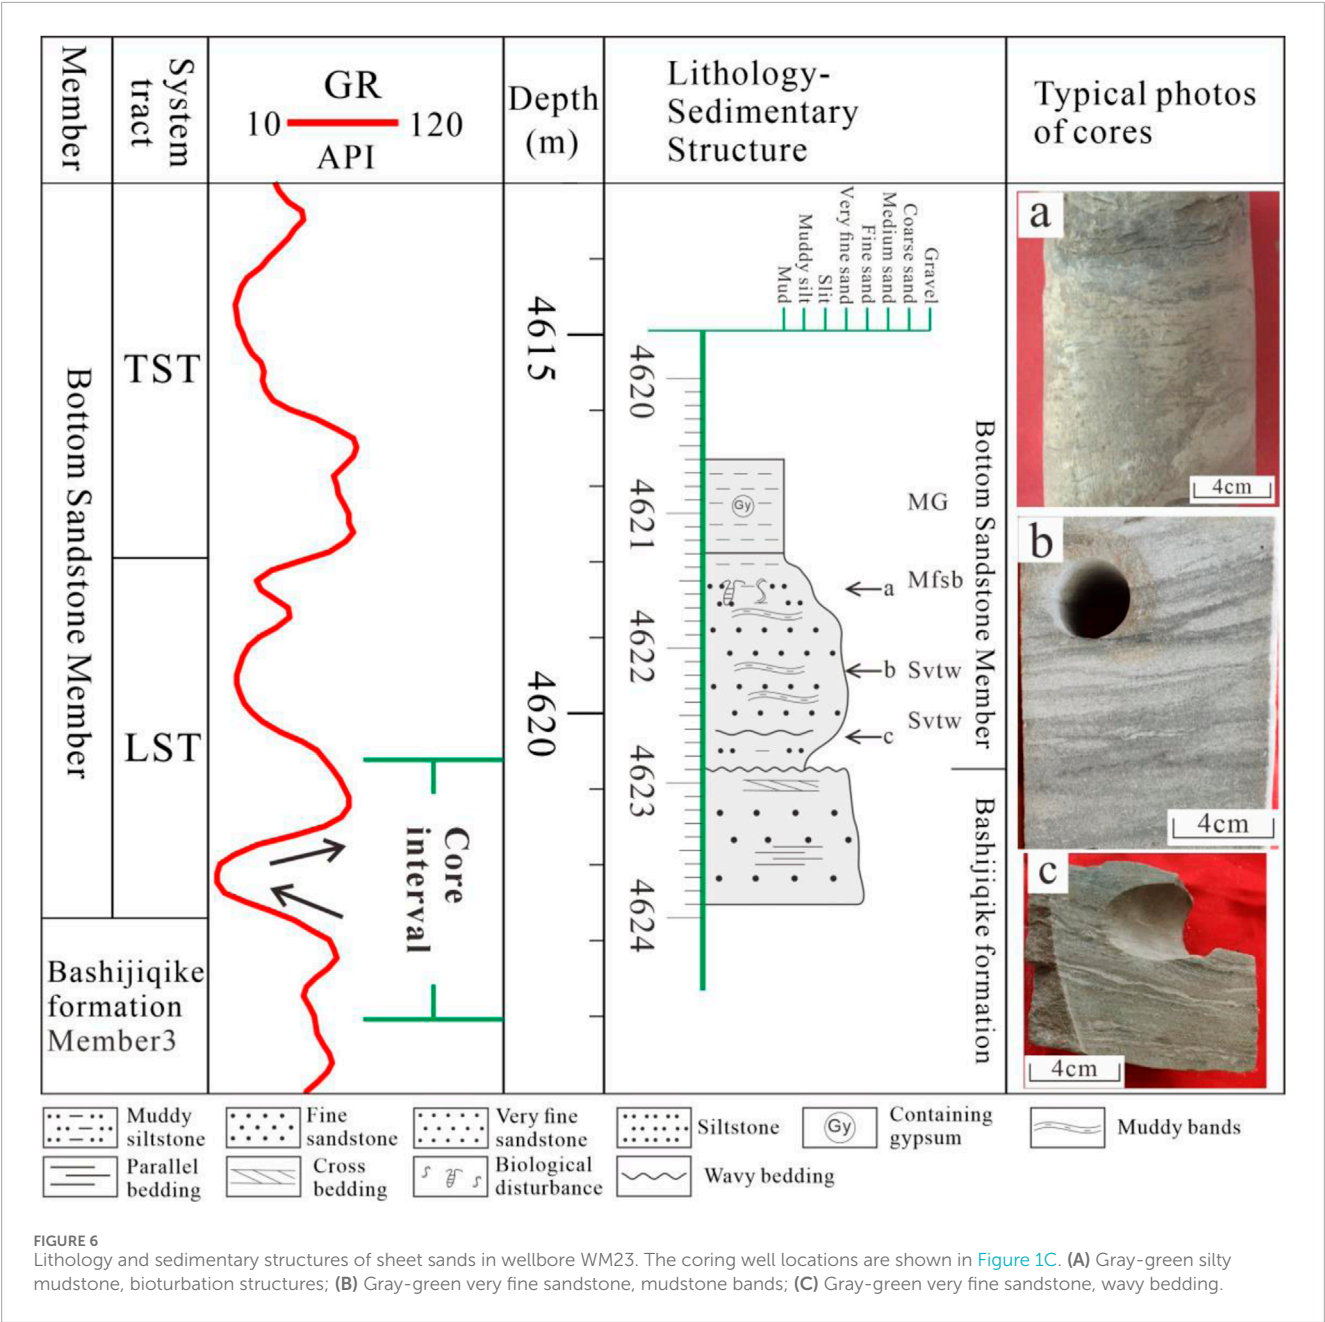 Member
System
tract
GR
10 120
API
Depth
(m)
Lithology-
Sedimentary
Structure
Typical photos
of cores
Bottom Sandstone Member
TST
LST
Bashijiqike
formation
Member3
Core
interval
4615
4620
Mud
Muddy silt
Slit
Very fine sand
Fine sand
Medium sand
Coarse sand
Gravel
4620
4621
4622
4623
4624
Gy
MG
a Mfsb
b Svtw
Svtw
c
Bottom Sandstone Member
Bashijiqike formation
a
4cm
b
4cm
c
4cm
Muddy
siltstone
Fine
sandstone
Very fine
sandstone
Siltstone
Gy
Containing
gypsum
Muddy bands
Parallel
bedding
Cross
bedding
Biological
disturbance
Wavy bedding
FIGURE 6
Lithology and sedimentary structures of sheet sands in wellbore WM23. The coring well locations are shown in Figure 1C. (A) Gray-green silty
mudstone, bioturbation structures; (B) Gray-green very fine sandstone, mudstone bands; (C) Gray-green very fine sandstone, wavy bedding.